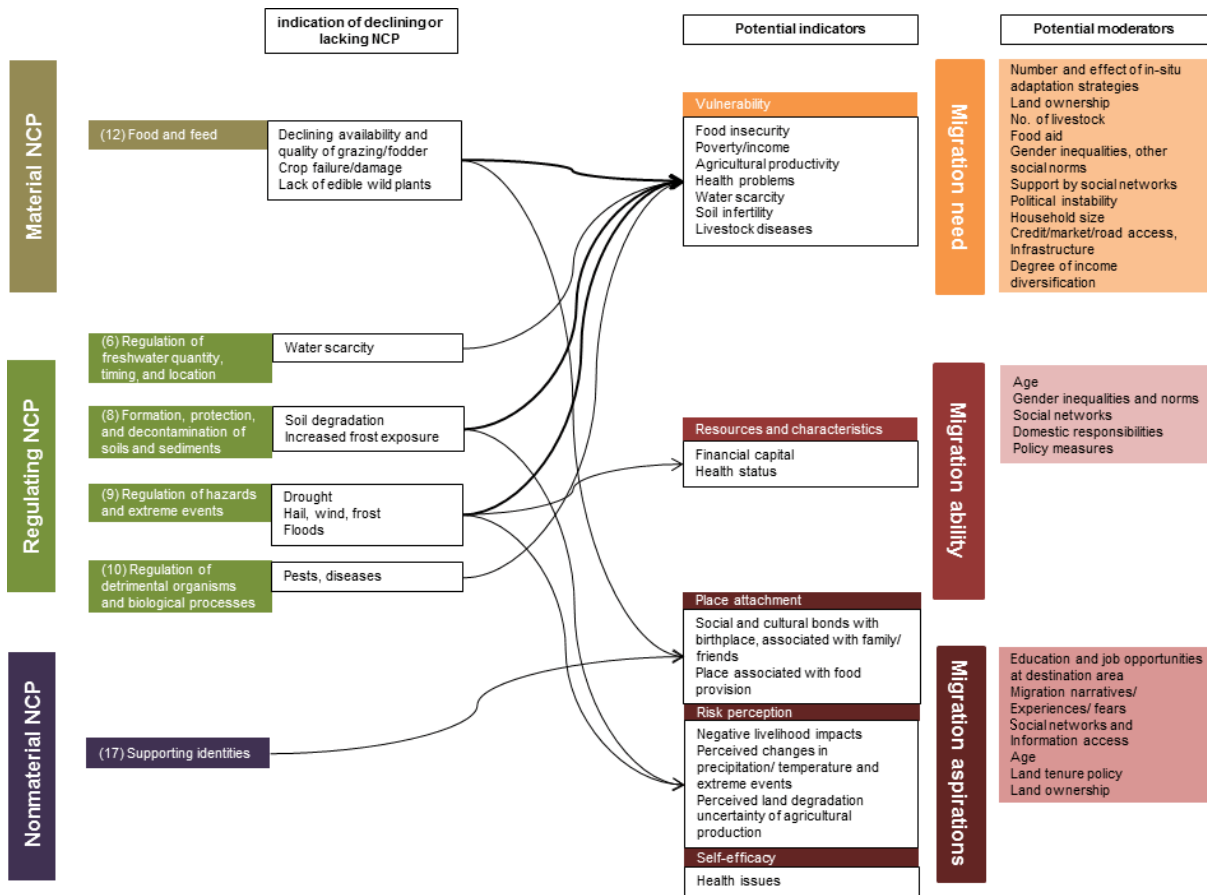 indication of declining or
lacking NCP
Potential indicators
Potential moderators
Material NCP
(12) Food and feed
Declining availability and
quality of grazing/fodder
Crop failure/damage
Lack of edible wild plants
Vulnerability
Food insecurity
Poverty/income
Agricultural productivity
Health problems
Water scarcity
Soil infertility
Livestock diseases
Migration need
Number and effect of in-situ
adaptation strategies
Land ownership
No. of livestock
Food aid
Gender inequalities, other
social norms
Support by social networks
Political instability
Household size
Credit/market/road access,
Infrastructure
Degree of income
diversification
Regulating NCP
(6) Regulation of
freshwater quantity,
timing, and location
Water scarcity
(8) Formation, protection,
and decontamination of
soils and sediments
Soil degradation
Increased frost exposure
(9) Regulation of hazards
and extreme events
Drought
Hail, wind, frost
Floods
(10) Regulation of
detrimental organisms
and biological processes
Pests, diseases
Resources and characteristics
Financial capital
Health status
Migration ability
Age
Gender inequalities and norms
Social networks
Domestic responsibilities
Policy measures
Nonmaterial NCP
(17) Supporting identities
Place attachment
Social and cultural bonds with
birthplace, associated with family/
friends
Place associated with food
provision
Risk perception
Negative livelihood impacts
Perceived changes in
precipitation/ temperature and
extreme events
Perceived land degradation
uncertainty of agricultural
production
Self-efficacy
Health issues
Migration aspirations
Education and job opportunities
at destination area
Migration narratives/
Experiences/ fears
Social networks and
Information access
Age
Land tenure policy
Land ownership